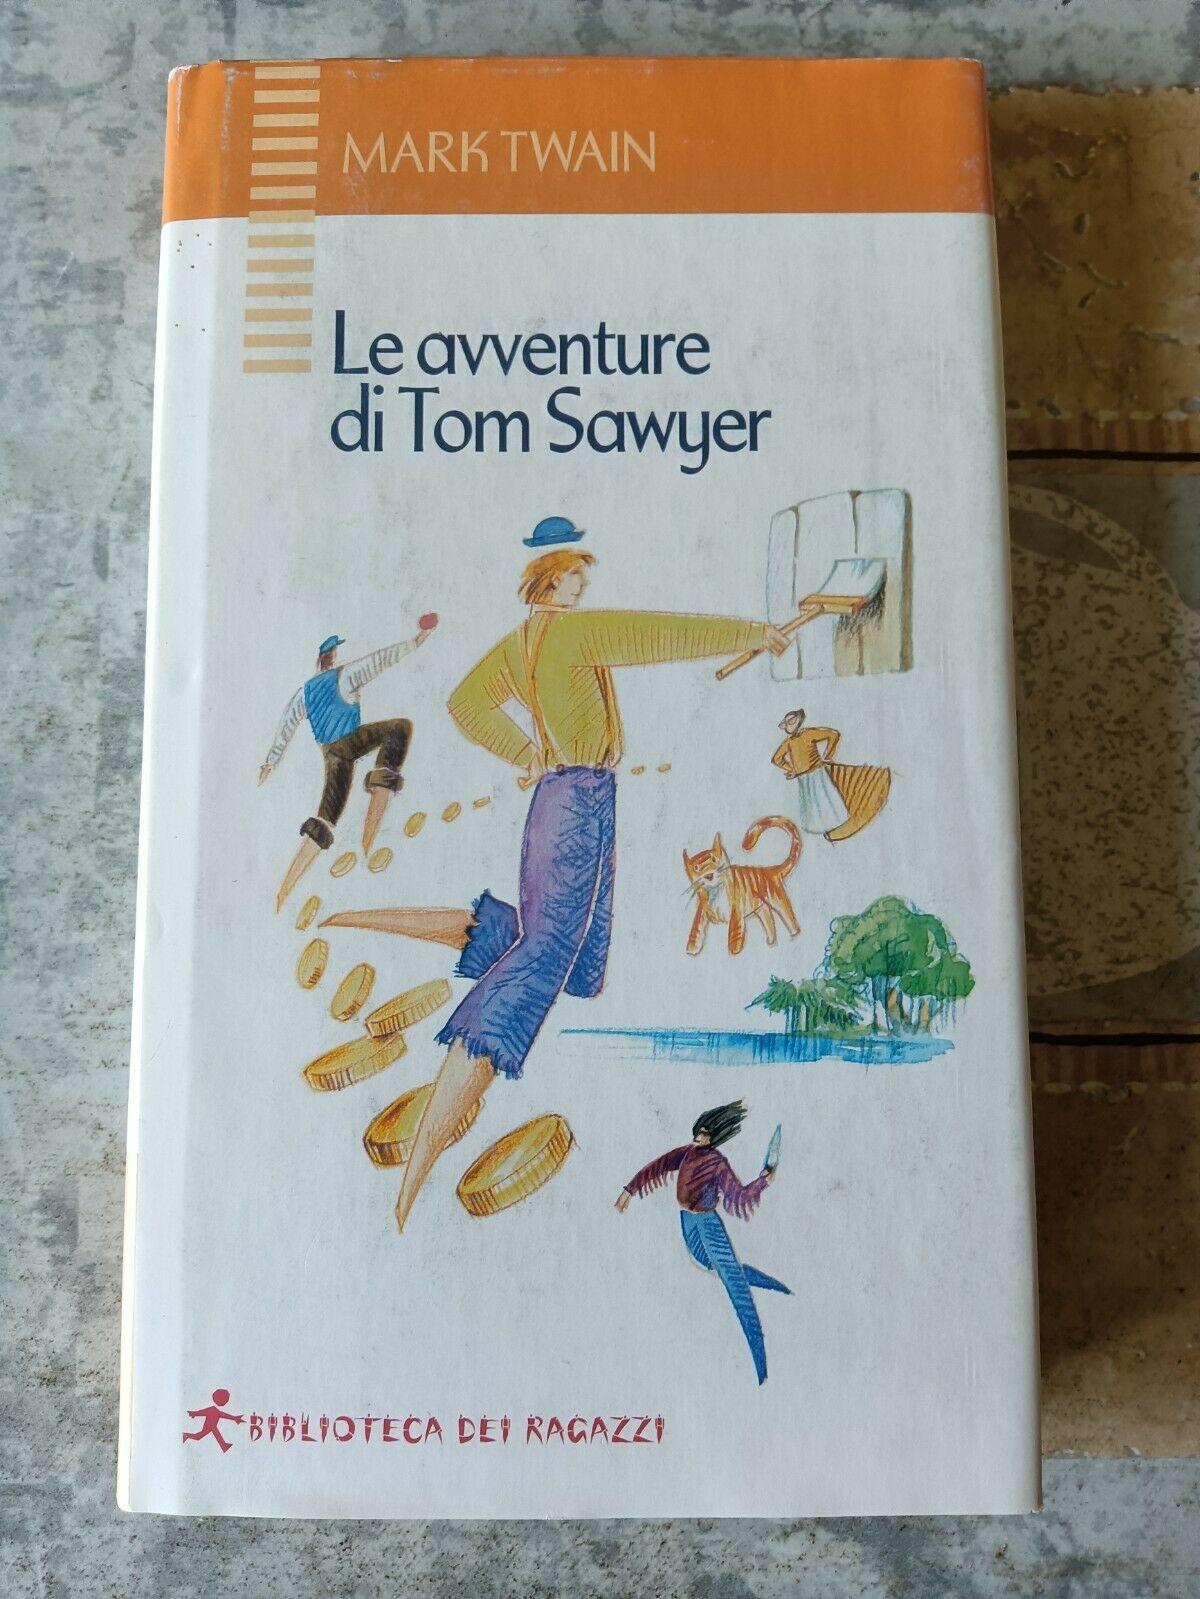 MARK TWAIN
Le avventure
di Tom Sawyer
BIBLIOTECA DEI RAGAZZI